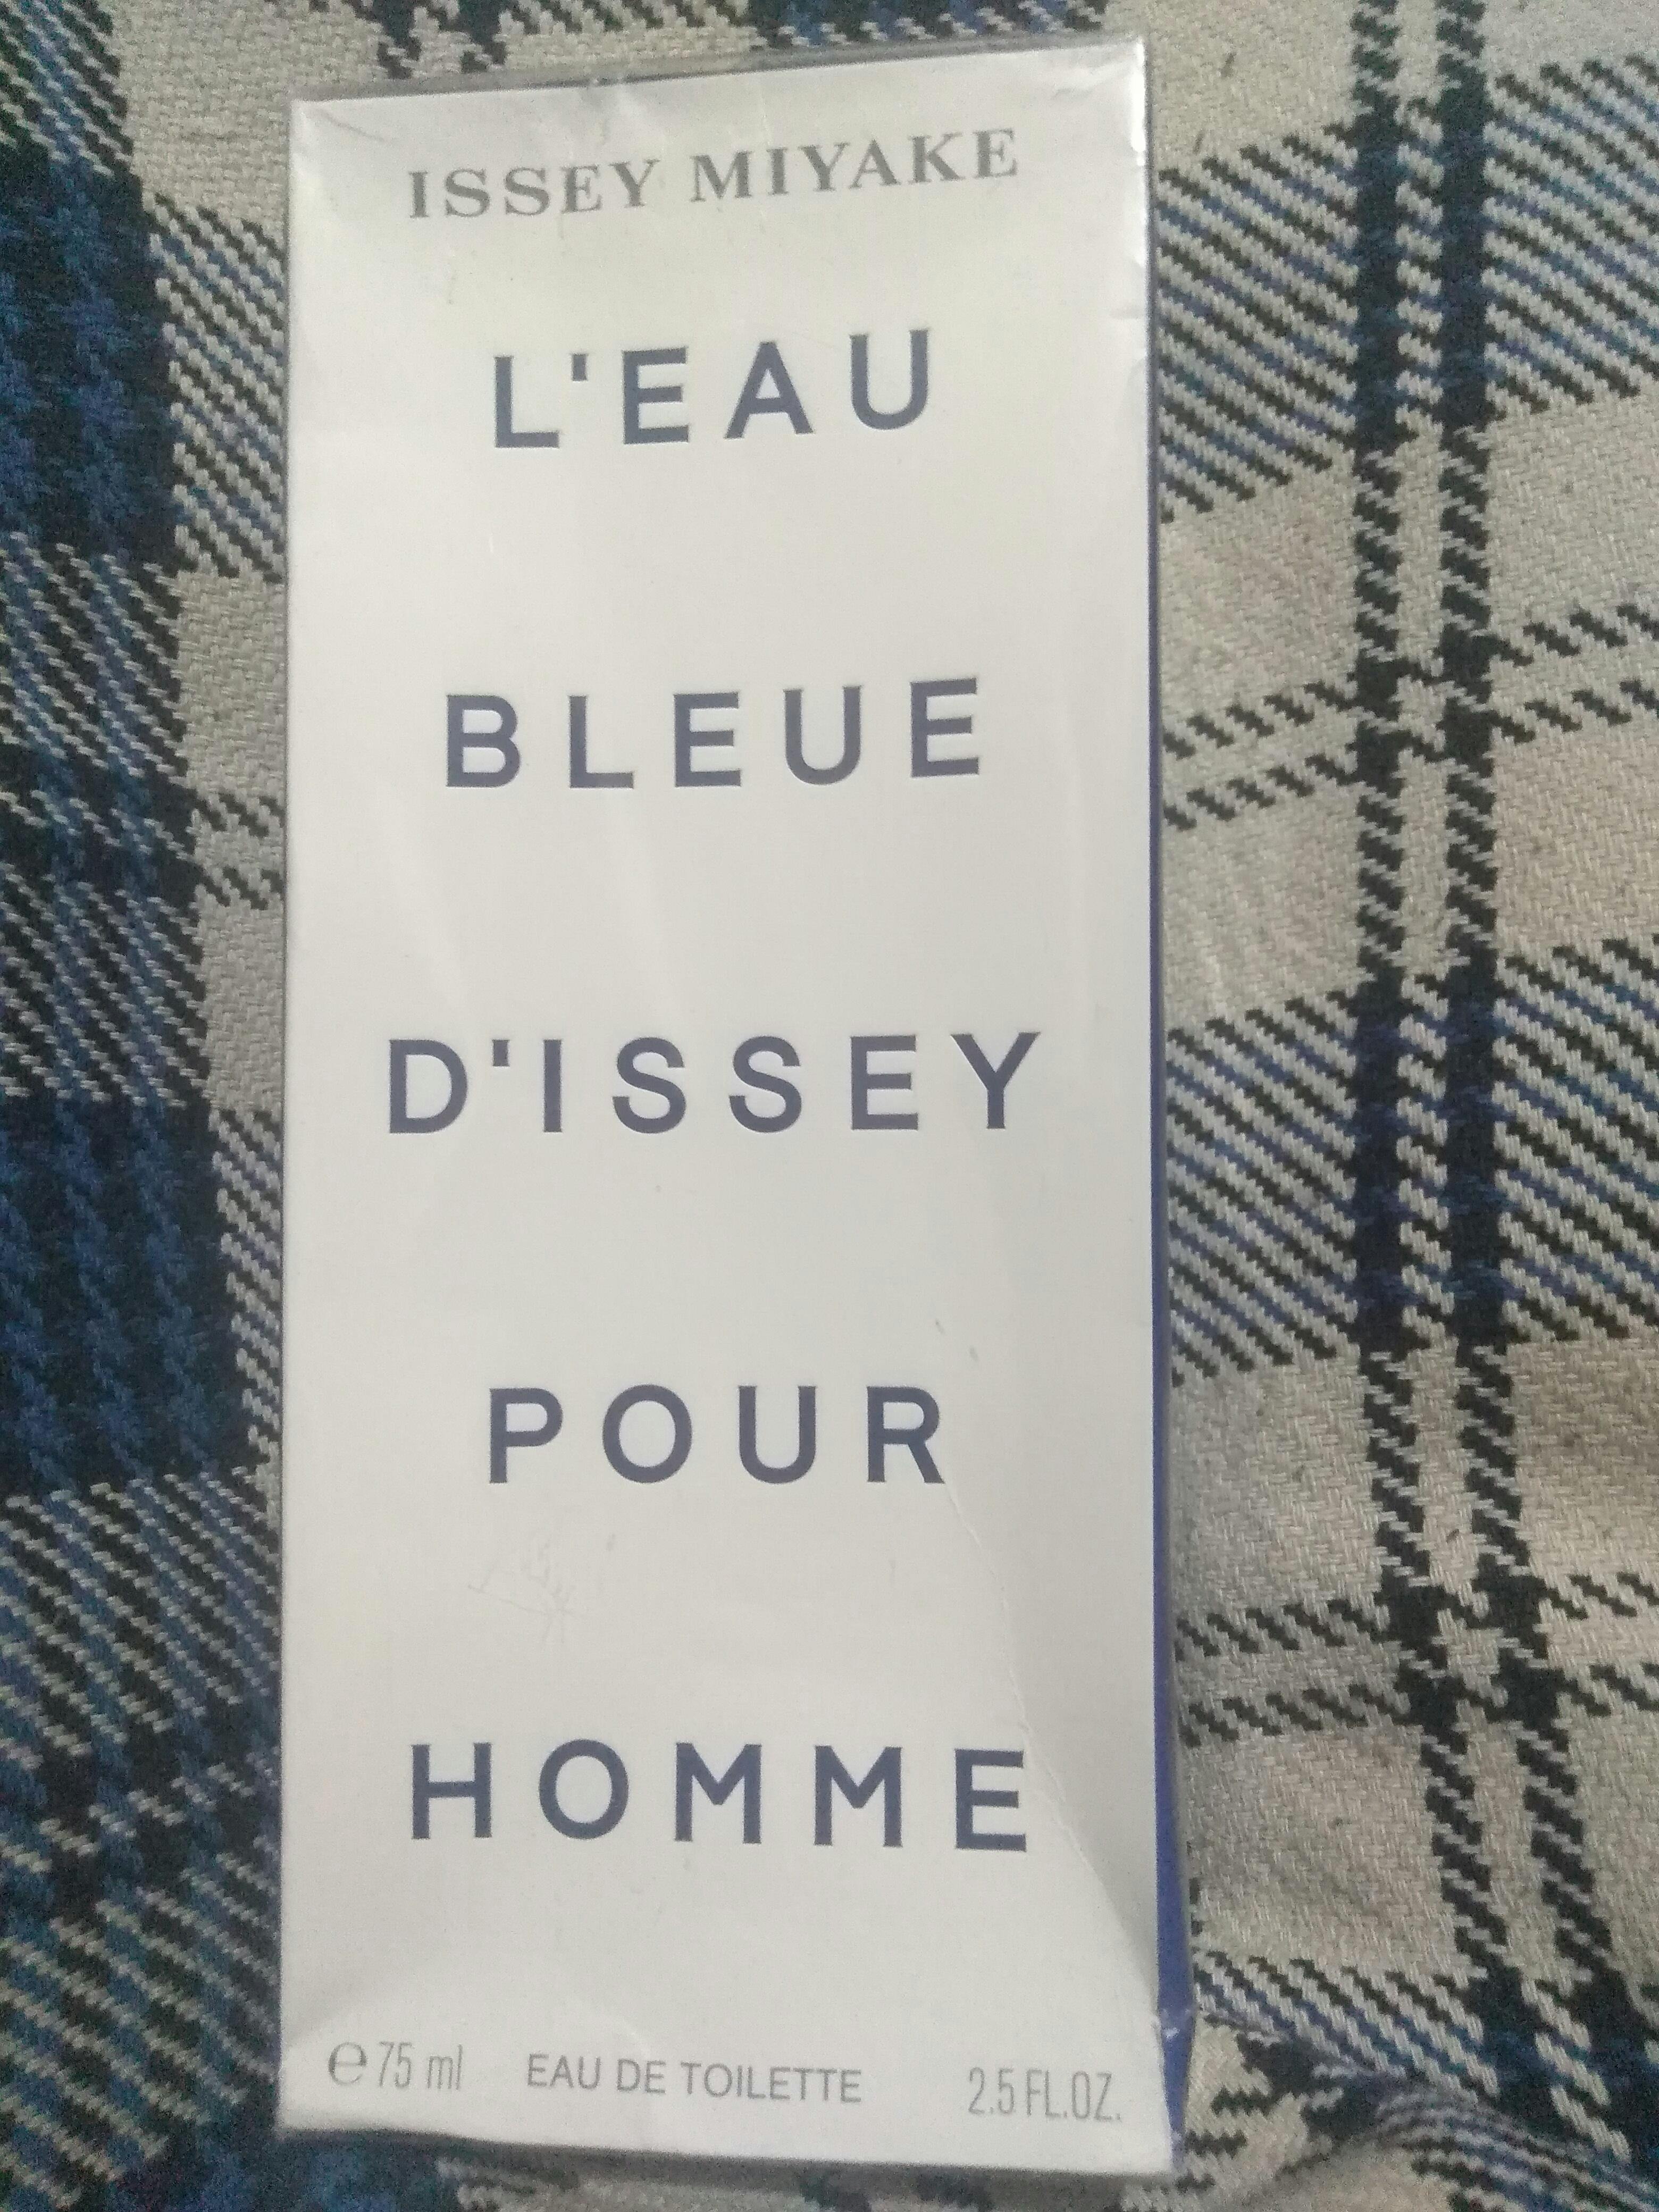 ISSEY MIYAKE
L'EAU
BLEUE
D'ISSEY
POUR
HOMME
℮ 75 ml EAU DE TOILETTE 2.5 FL.OZ.